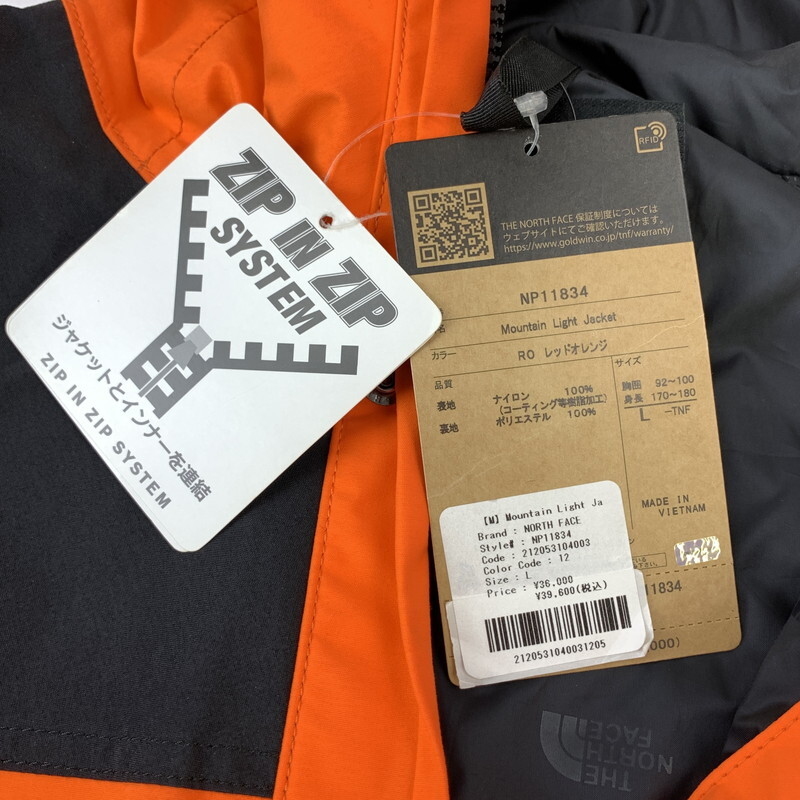 ZIP IN ZIP
SYSTEM
ジャケットとインナーを連結
ZIP IN ZIP SYSTEM
RFID
THE NORTH FACE 保証制度については
ウェブサイトにてご確認いただけます。
https://www.goldwin.co.jp/tnf/warranty/
NP11834
名 Mountain Light Jacket
カラー RO レッドオレンジ
品質 サイズ
表地 ナイロン 100%
(コーティング等樹脂加工)
裏地 ポリエステル 100%
胸囲 92〜100
身長 170〜180
L -TNF
MADE IN
VIETNAM
[M] Mountain Light Ja
Brand : NORTH FACE
Style# : NP11834
Code : 212053104003
Color Code : 12
Size : L
Price : ¥36,000
¥39,600(税込)
2120531040031205
11834
000)
THE
NORTH
FACE